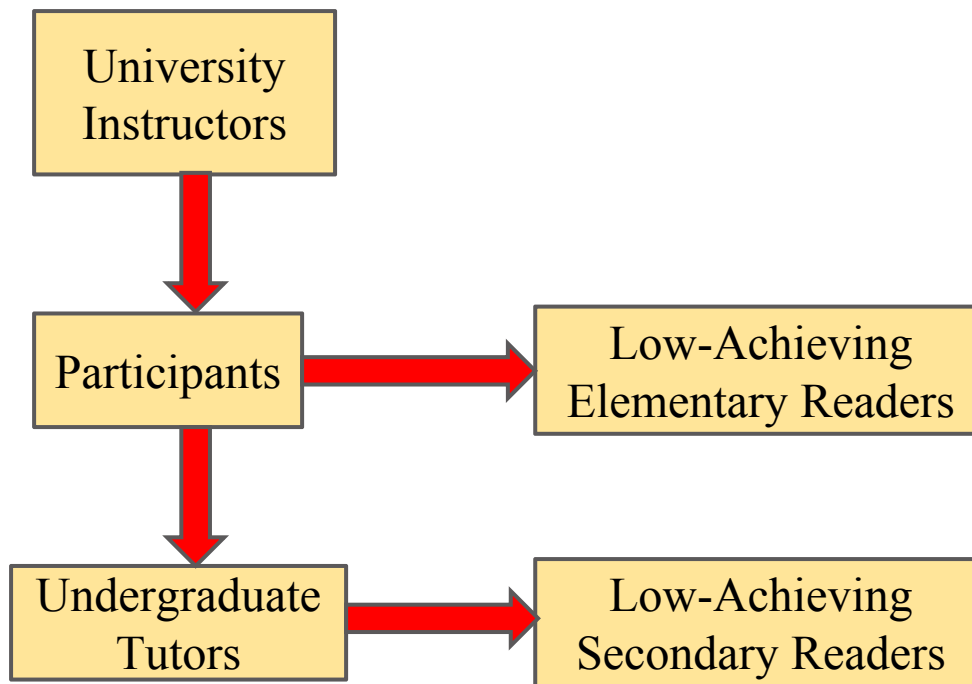 University
Instructors
Participants
Low-Achieving
Elementary Readers
Undergraduate
Tutors
Low-Achieving
Secondary Readers